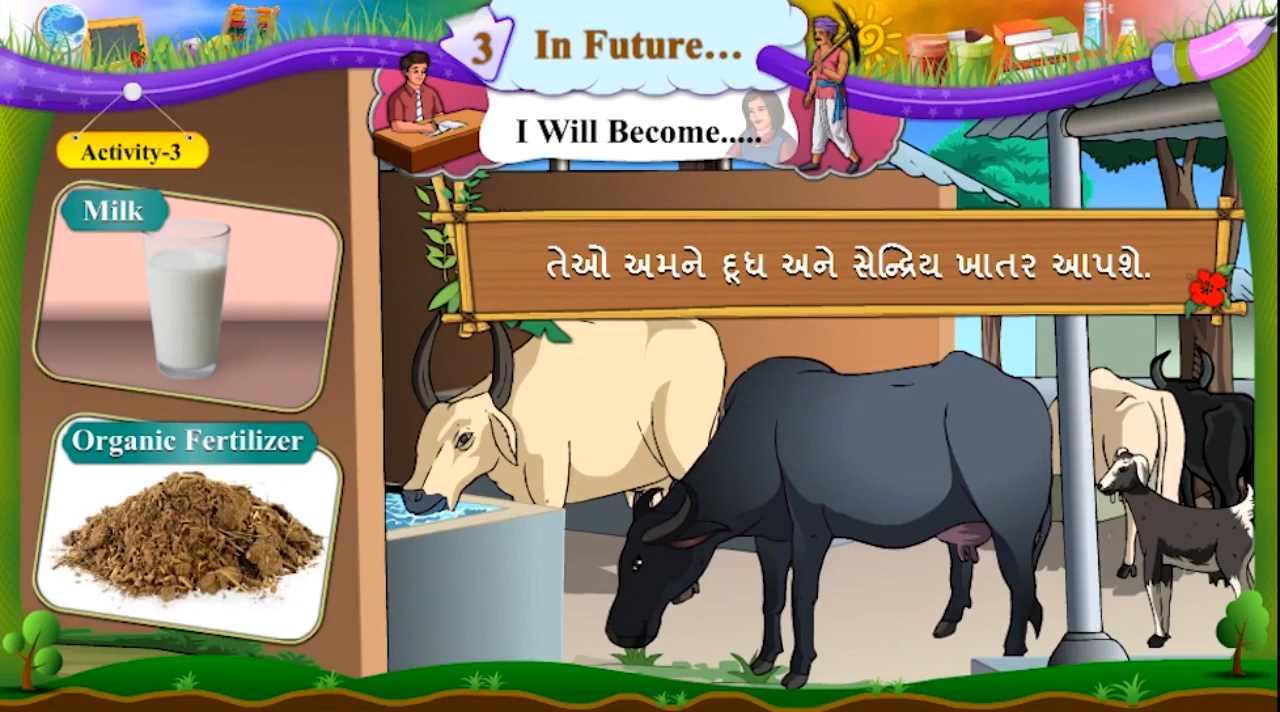 3
In Future...
I Will Become.....
Activity-3
Milk
તેઓ અમને દૂધ અને સેન્દ્રિય ખાતર આપશે.
Organic Fertilizer